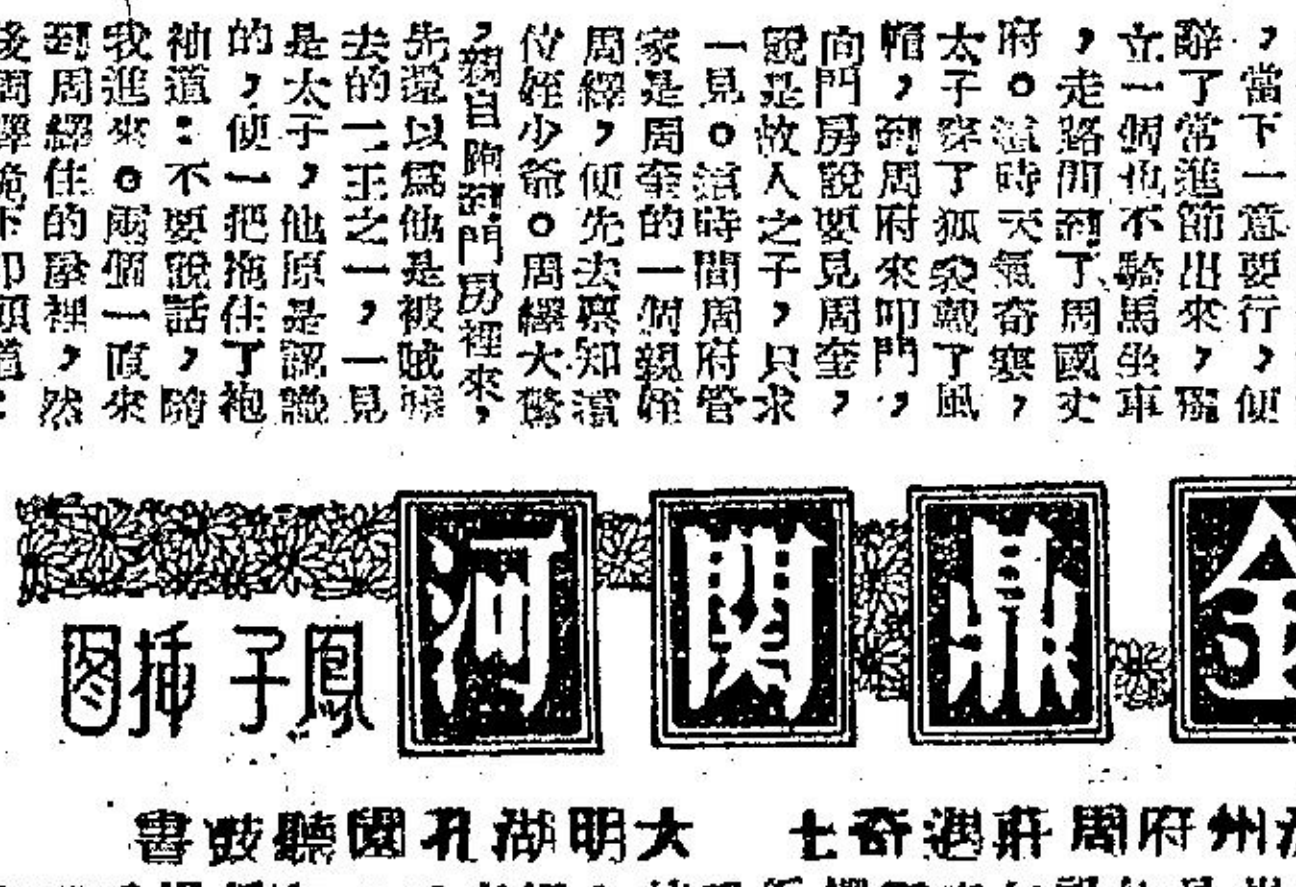 ，當下一意要行，便
辭了常進節出來，
立一個也不騎馬坐車
，走路間到了周國丈
府。這時天氣奇寒，
太子穿了狐裘戴了風
帽，到周府來叩門，
向門房說要見周奎，
說是故人之子，只求
一見。這時間周府管
家是周奎的一個親姪
周繹，便先去稟知這
位姪少爺。周繹大驚
，親自陪到門房裡來，
先還以爲他是被賊
去的二王之一，一見
是太子，他原是認識
的，便一把拖住了袍
袖道：不要說話，隨
我進來。兩個一直來
到周繹住的屋裡，然
後周繹跪下叩頭道：
金鼎關河
鳳子插图
州府周莊遇奇士
大明湖孔園聽鼓書